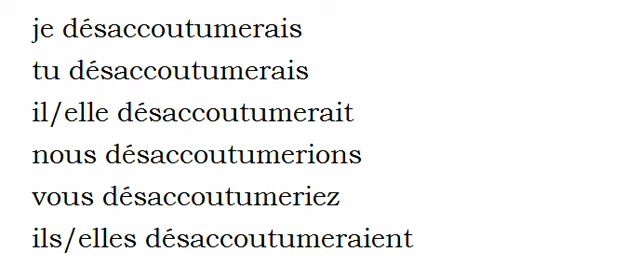 je désaccoutumerais
tu désaccoutumerais
il/elle désaccoutumerait
nous désaccoutumerions
vous désaccoutumeriez
ils/elles désaccoutumeraient